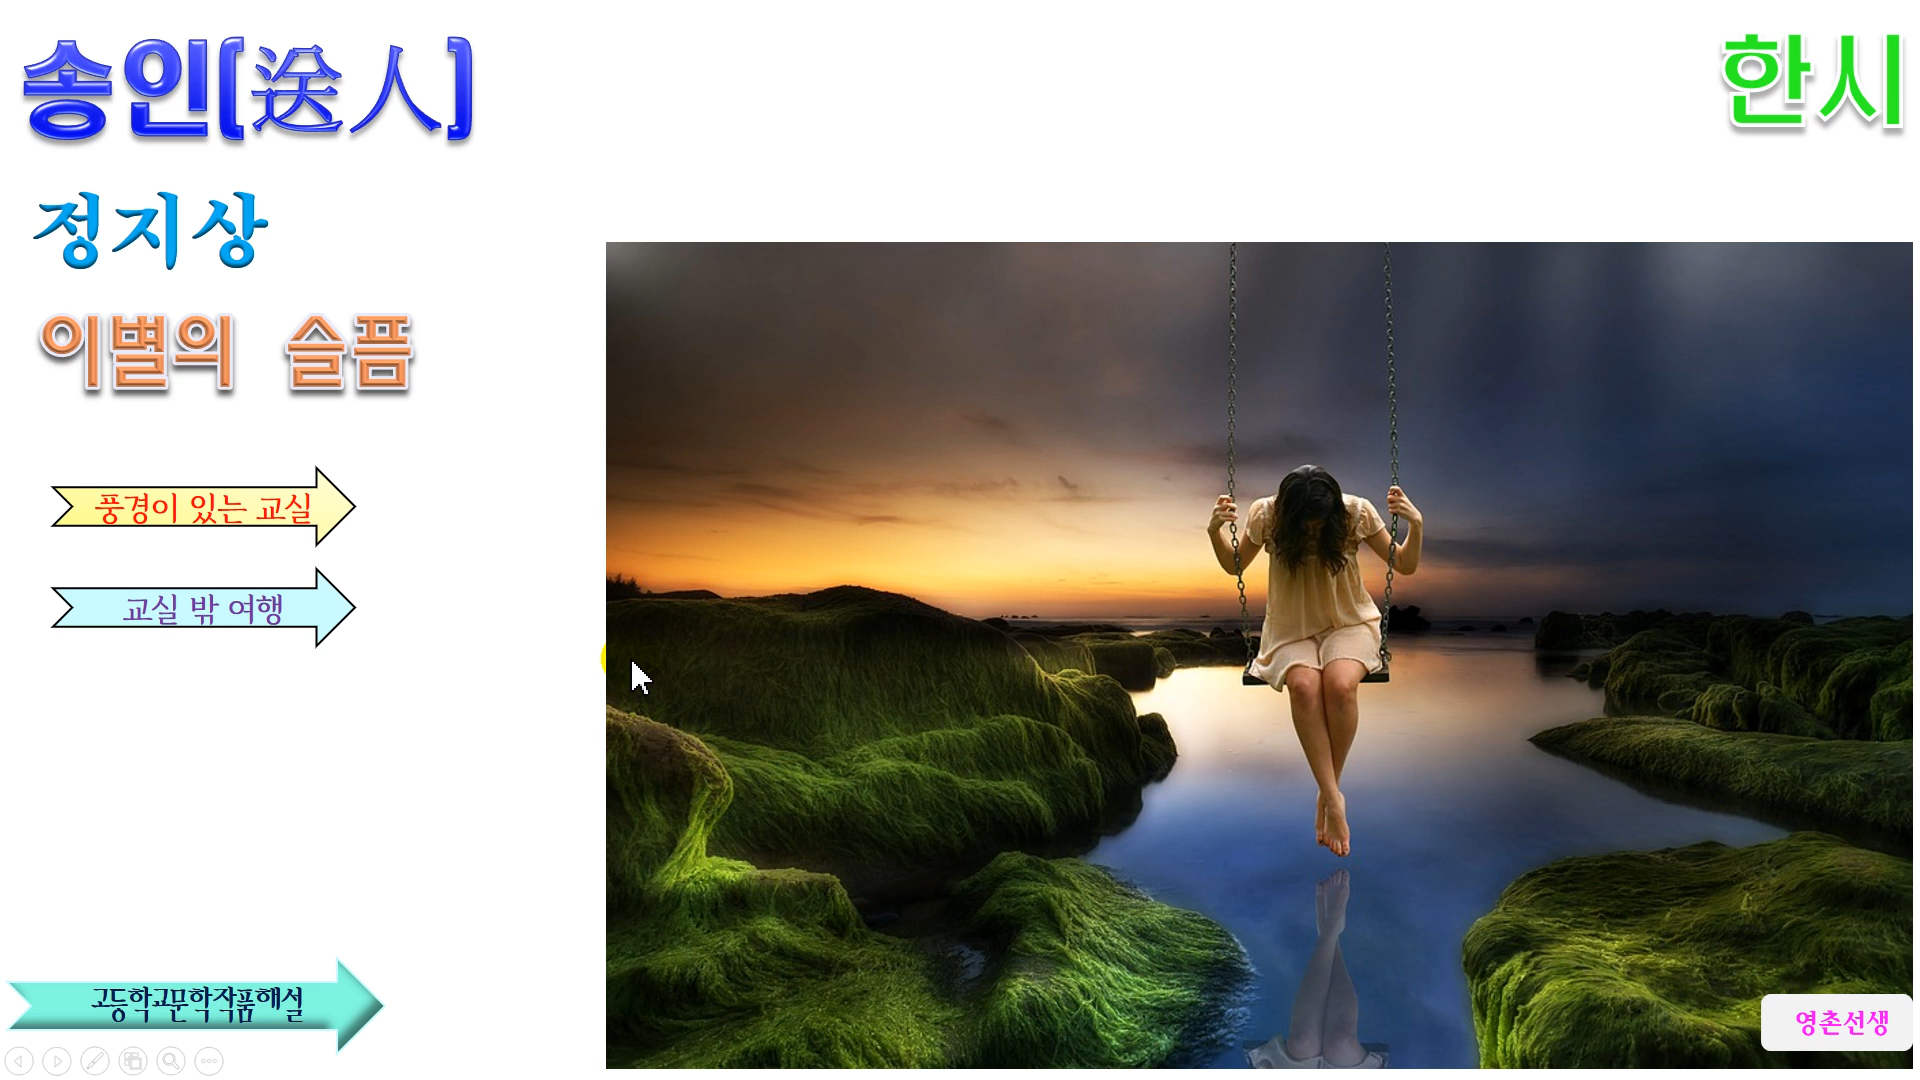 송인(送人)
한시
정지상
이별의 슬픔
풍경이 있는 교실
교실 밖 여행
고등학교문학작품해설
영촌선생